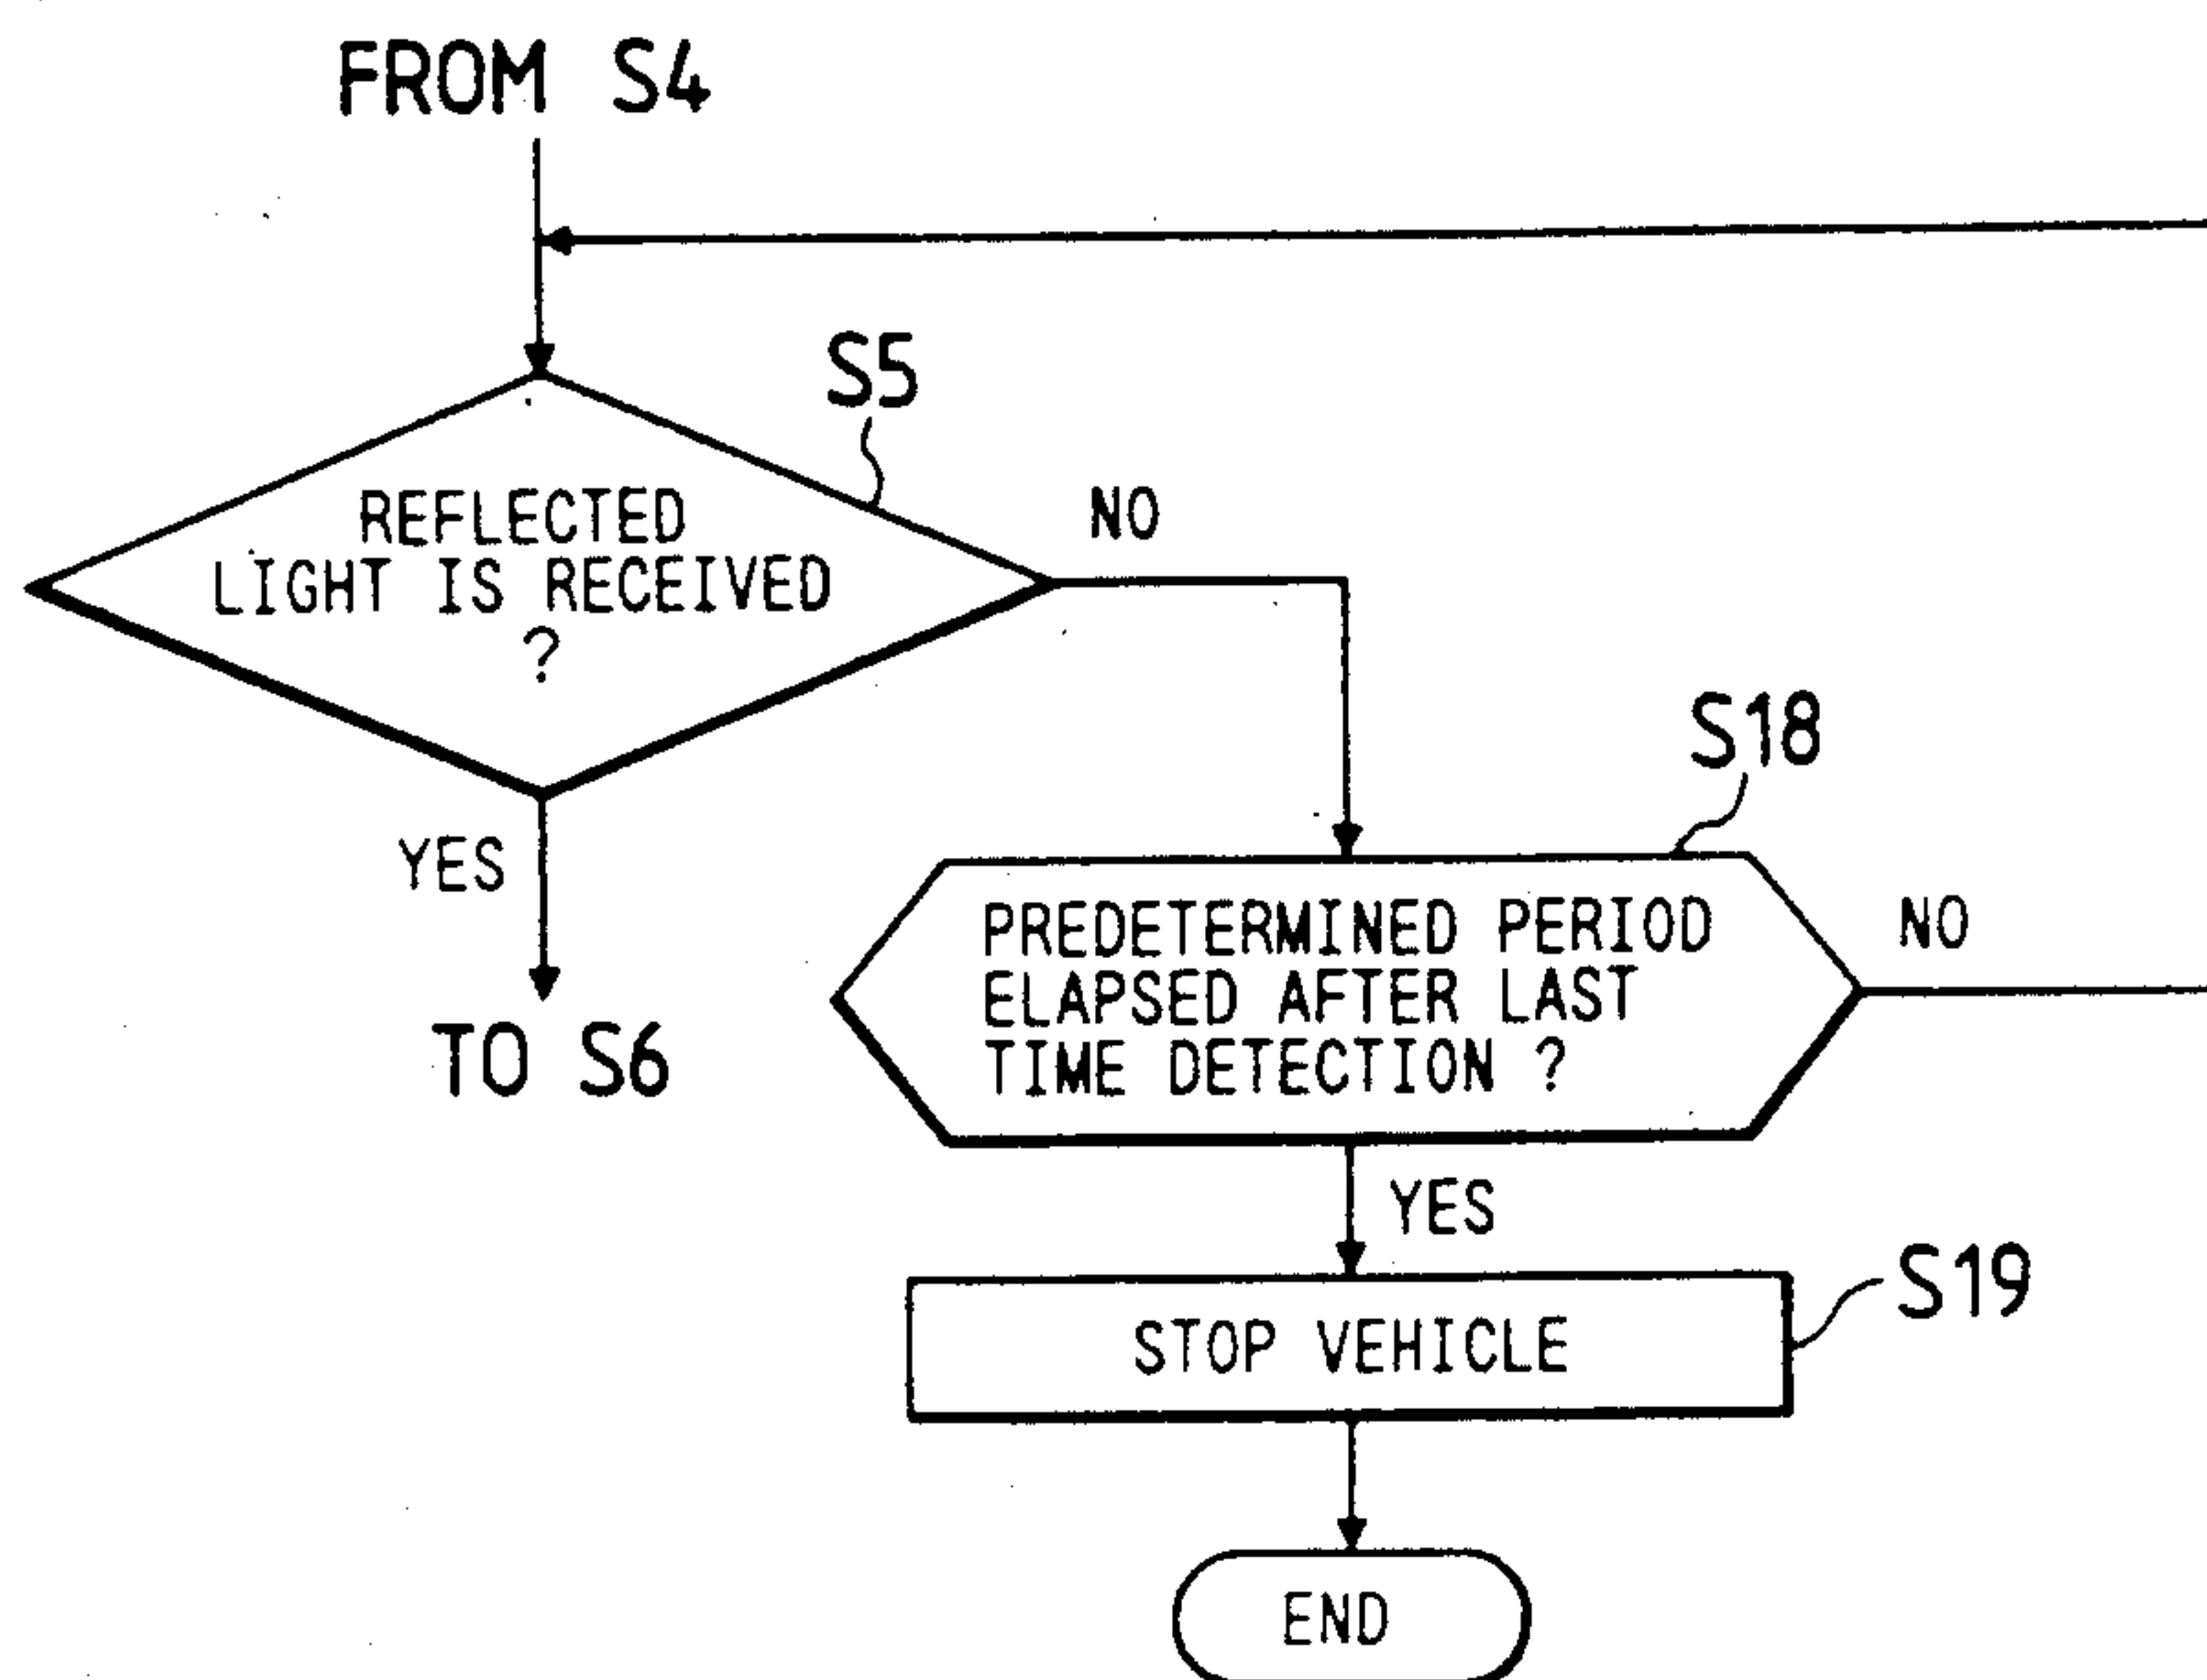 FROM S4
S5
REFLECTED
LIGHT IS RECEIVED
?
NO
YES
TO S6
S18
PREDETERMINED PERIOD
ELAPSED AFTER LAST
TIME DETECTION ?
NO
YES
STOP VEHICLE
S19
END